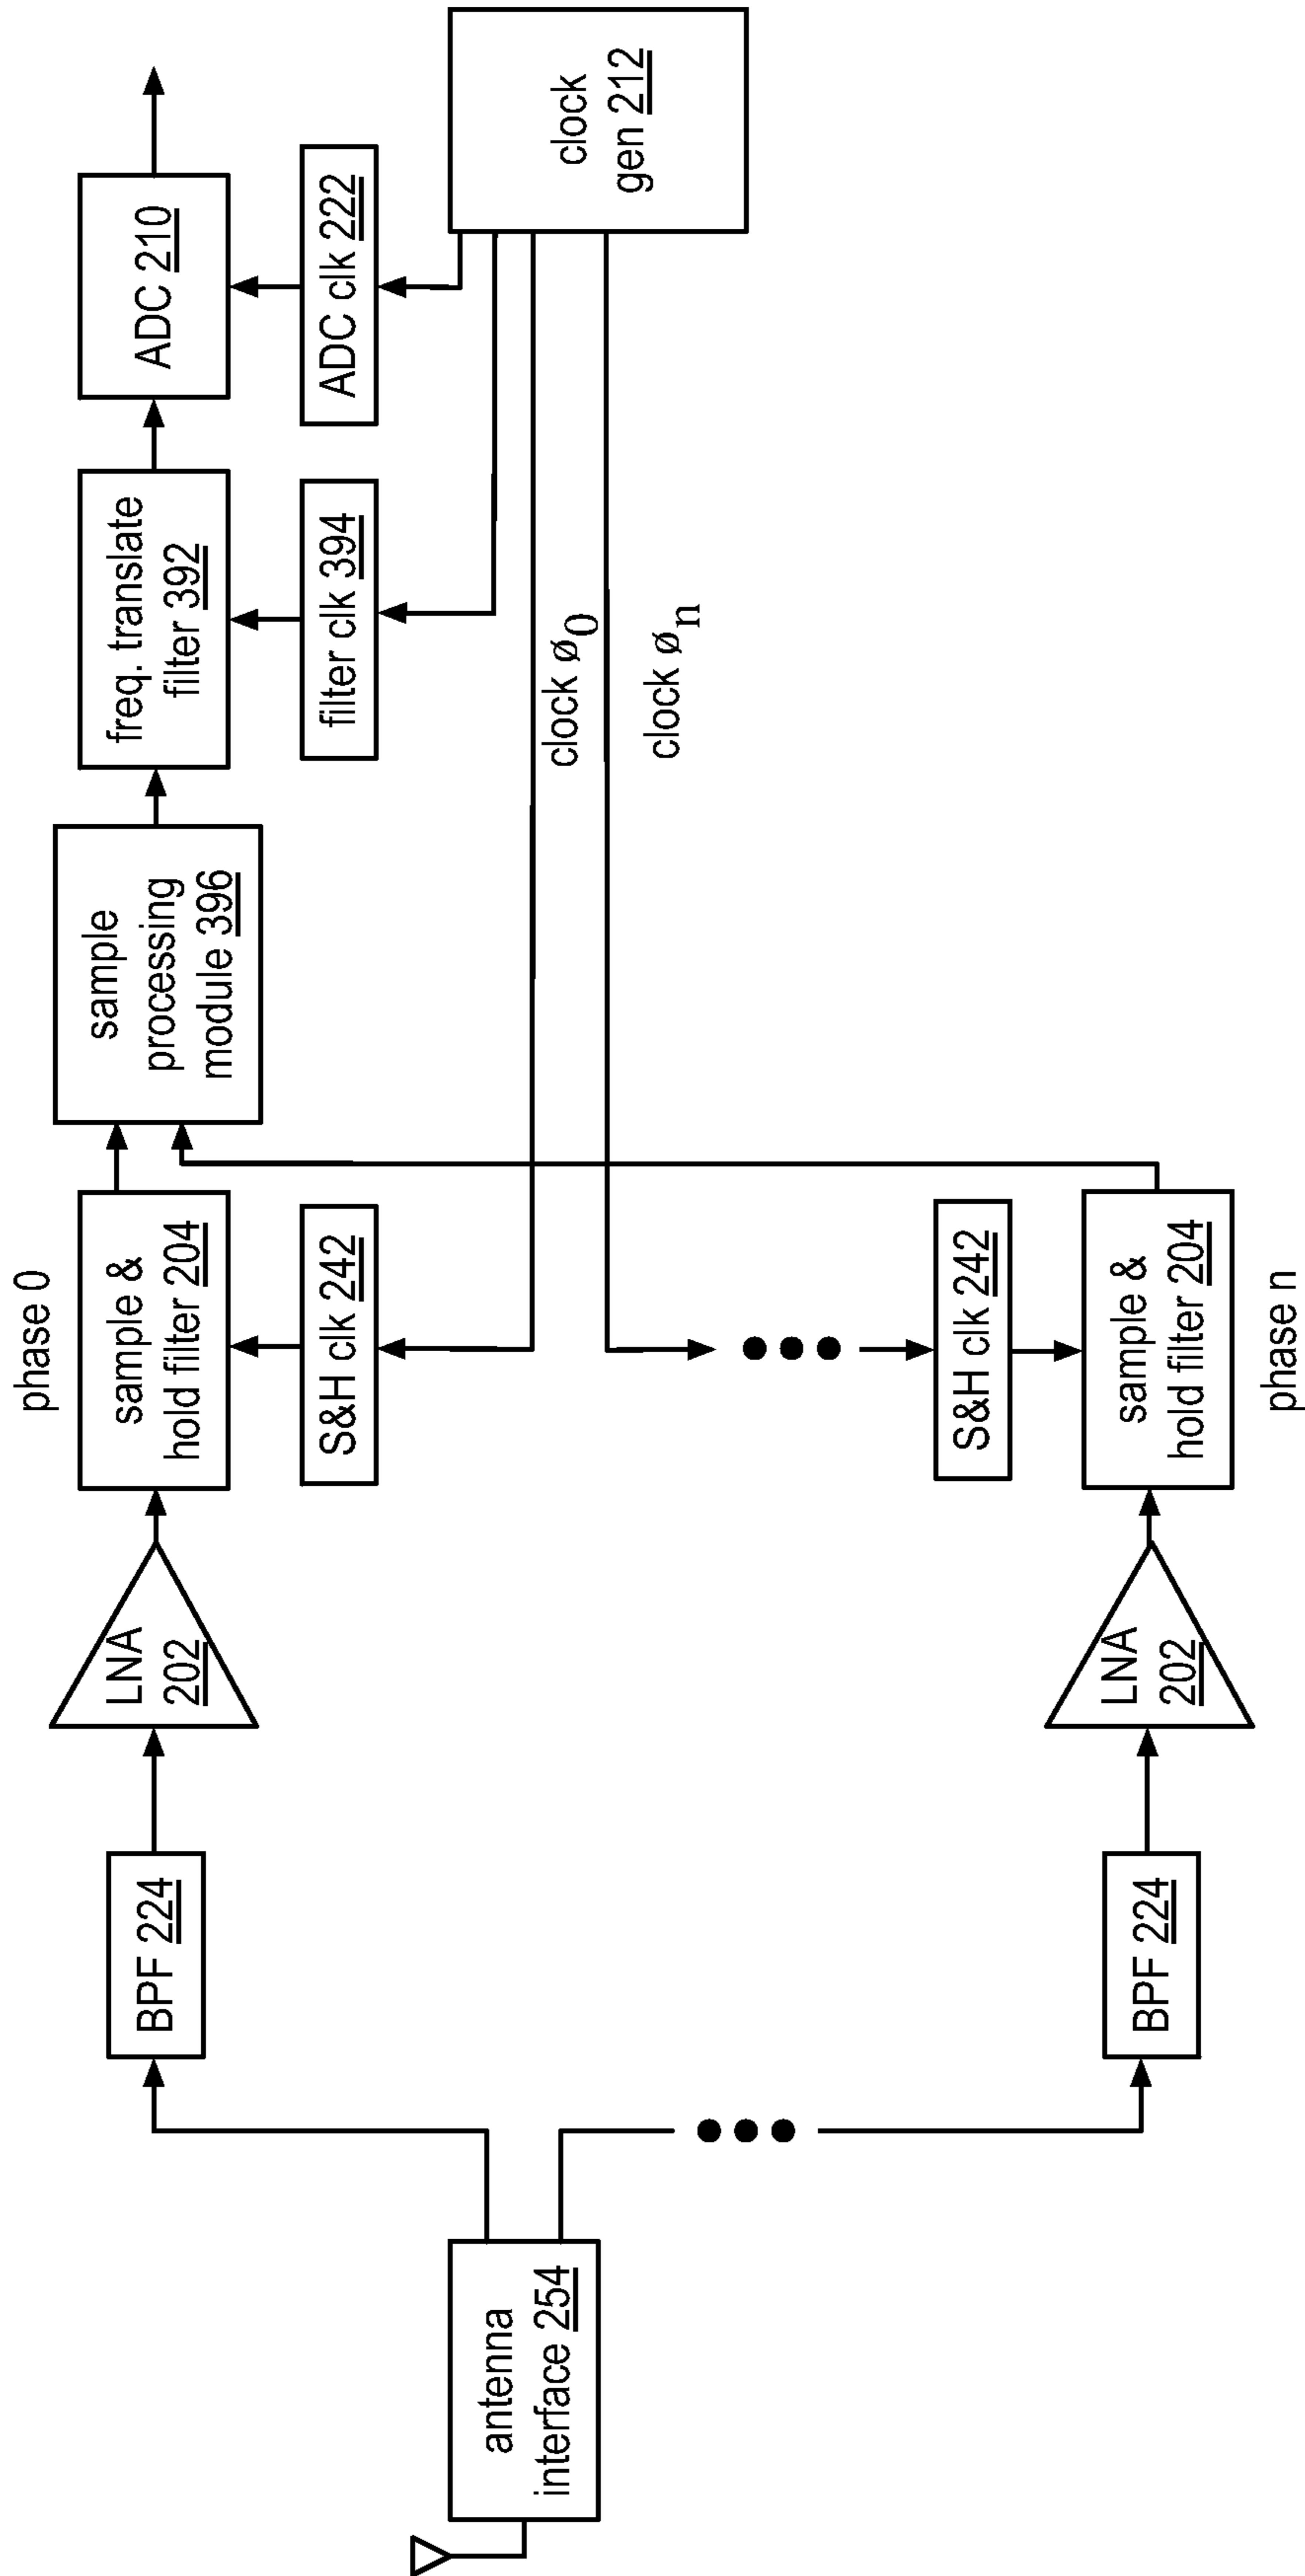 phase 0
antenna
interface 254
BPF 224
LNA
202
sample &
hold filter 204
S&H clk 242
sample
processing
module 396
freq. translate
filter 392
filter clk 394
ADC 210
ADC clk 222
clock
gen 212
clock ø0
clock øn
BPF 224
LNA
202
S&H clk 242
sample &
hold filter 204
phase n